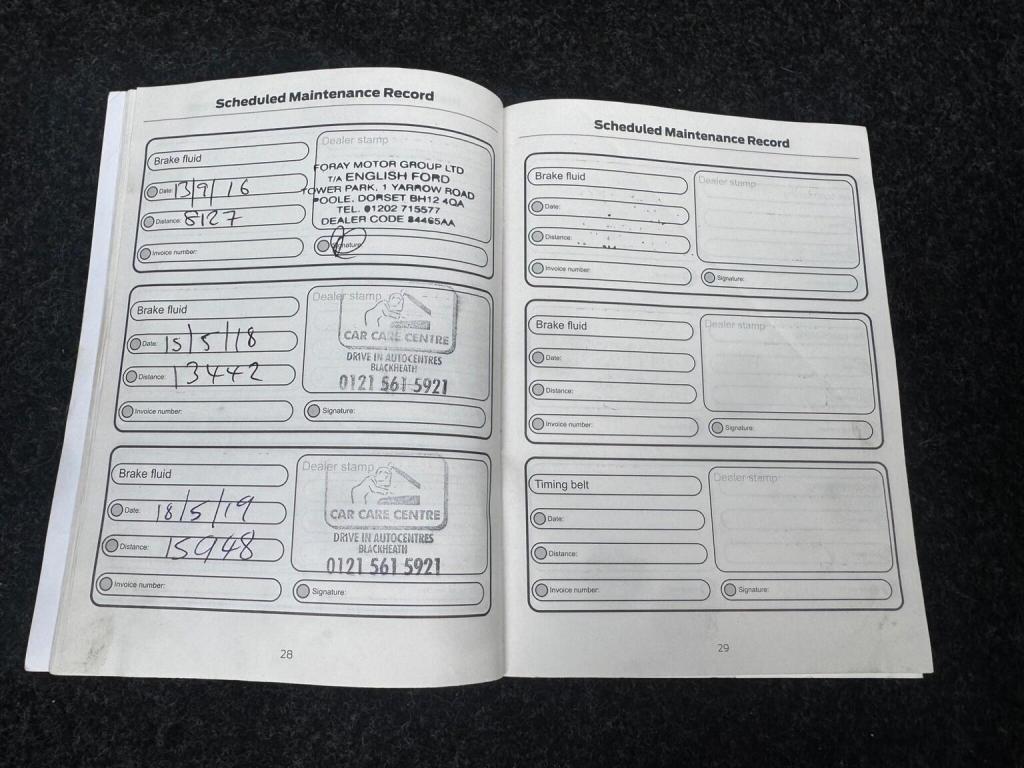 Scheduled Maintenance Record
Brake fluid
Date: 13/9/16
Distance: 8127
Invoice number:
Dealer stamp
FORAY MOTOR GROUP LTD
T/A ENGLISH FORD
TOWER PARK, 1 YARROW ROAD
POOLE, DORSET BH12 4QA
TEL. 01202 715577
DEALER CODE 84465AA
Signature:
Brake fluid
Date: 15/5/18
Distance: 13442
Invoice number:
Dealer stamp
CAR CARE CENTRE
DRIVE IN AUTOCENTRES
BLACKHEATH
0121 561 5921
Signature:
Brake fluid
Date: 18/5/19
Distance: 15948
Invoice number:
Dealer stamp
CAR CARE CENTRE
DRIVE IN AUTOCENTRES
BLACKHEATH
0121 561 5921
Signature:
28
Scheduled Maintenance Record
Brake fluid
Date:
Distance:
Invoice number:
Dealer stamp
Signature:
Brake fluid
Date:
Distance:
Invoice number:
Dealer stamp
Signature:
Timing belt
Date:
Distance:
Invoice number:
Dealer stamp
Signature:
29